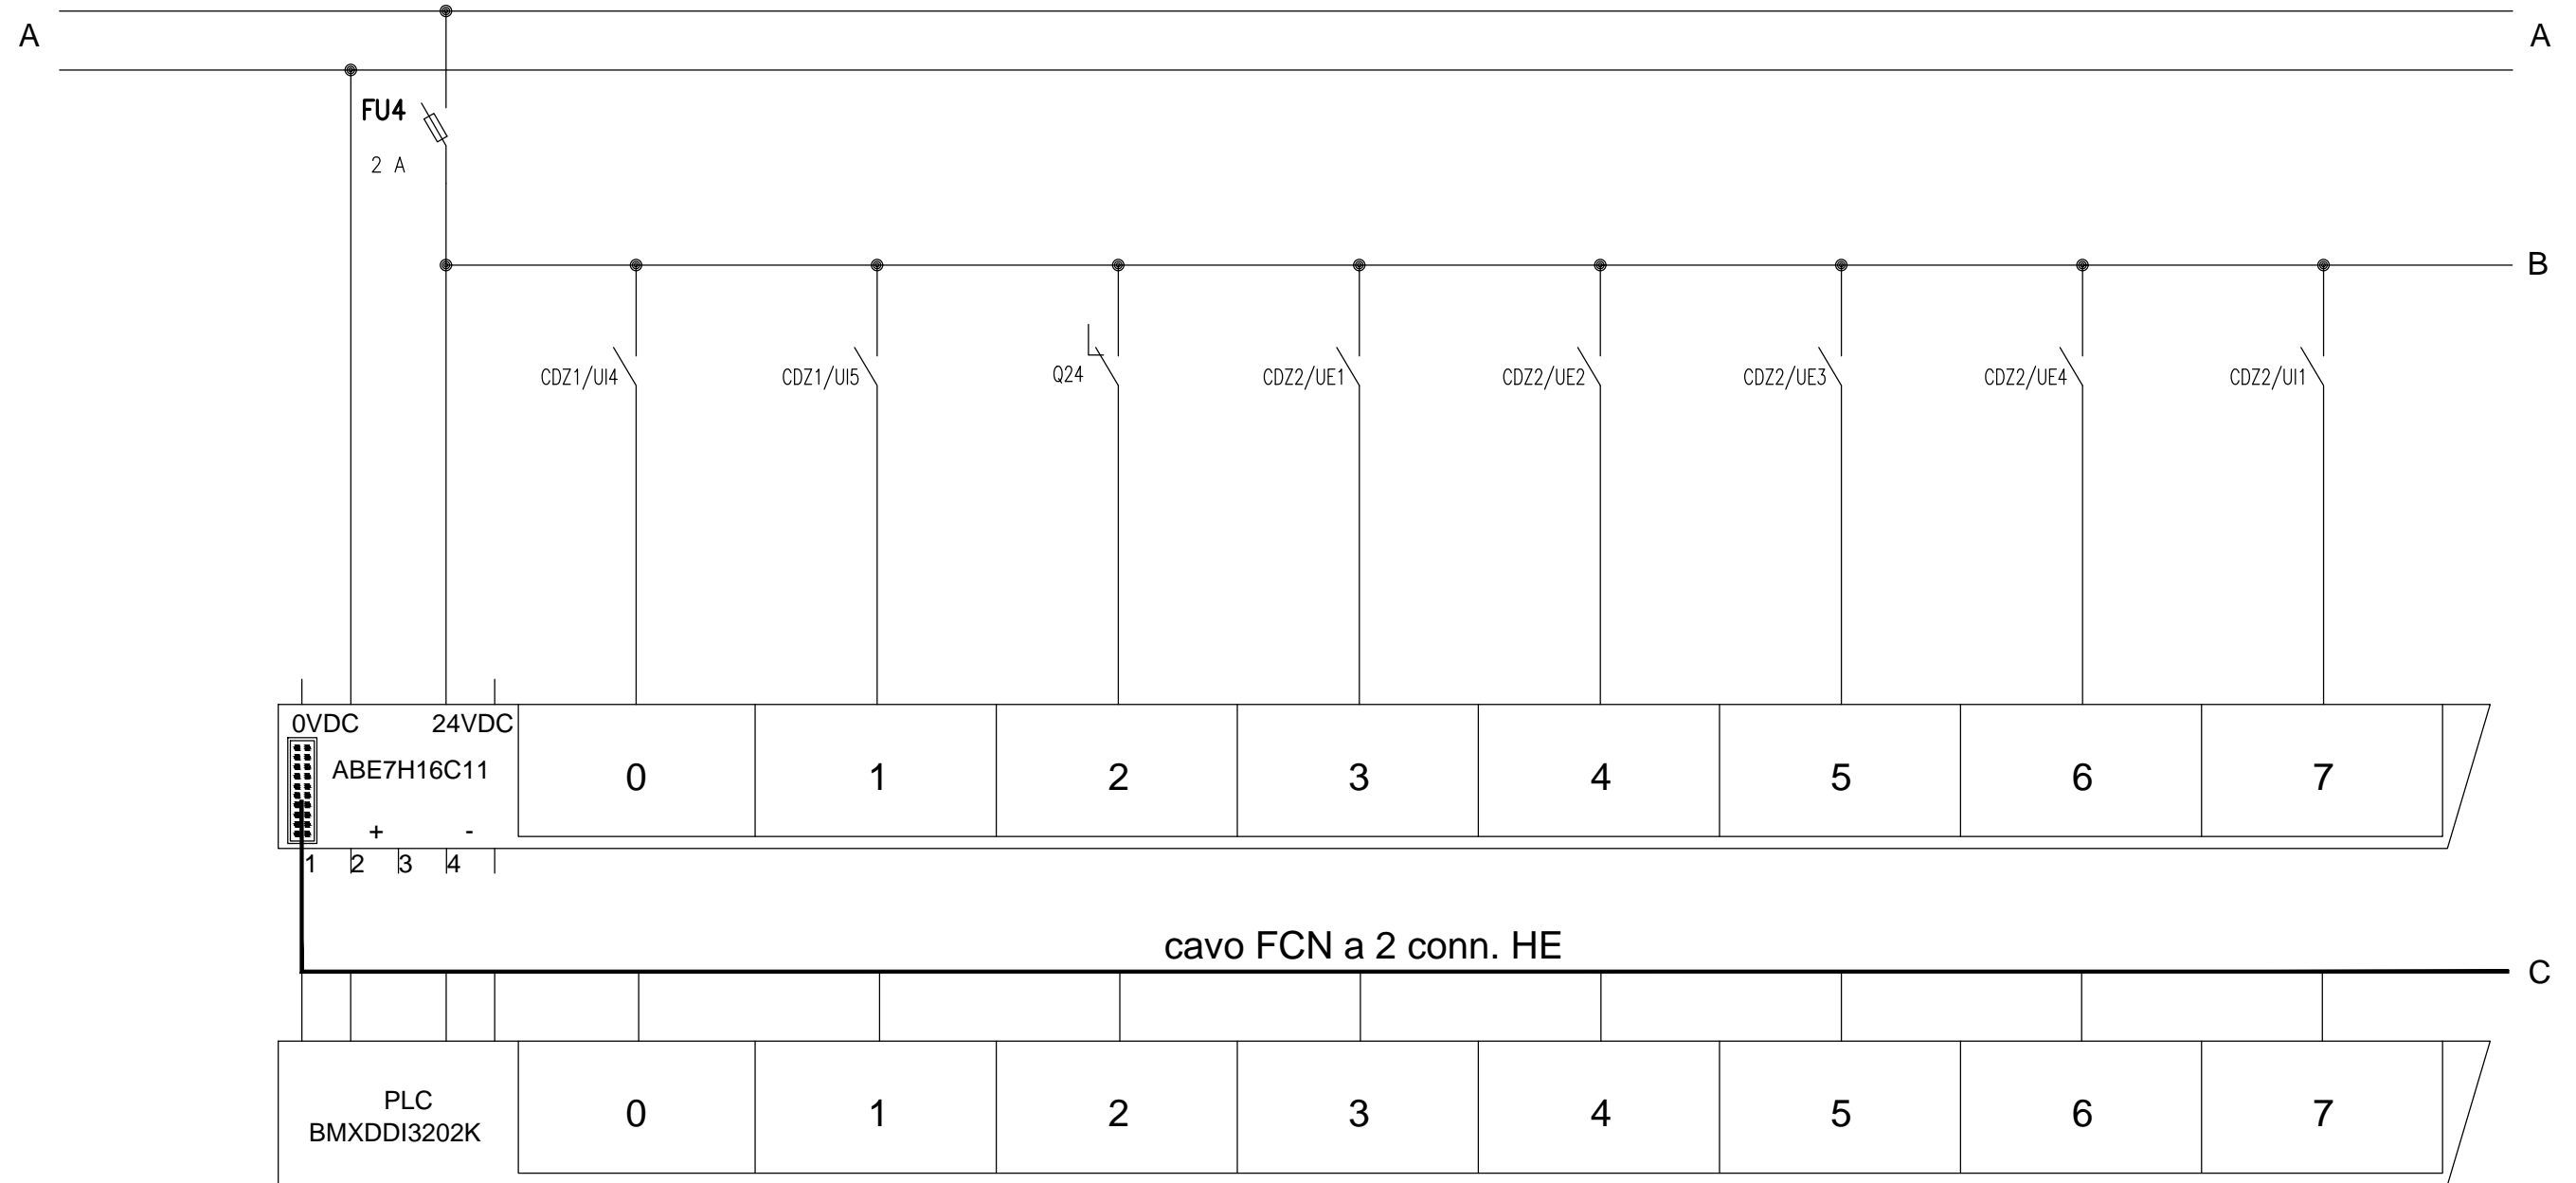 A
A
FU4
2 A
B
CDZ1/UI4
CDZ1/UI5
Q24
CDZ2/UE1
CDZ2/UE2
CDZ2/UE3
CDZ2/UE4
CDZ2/UI1
0VDC
24VDC
ABE7H16C11
0
1
2
3
4
5
6
7
+
-
1
2
3
4
cavo FCN a 2 conn. HE
C
PLC
BMXDDI3202K
0
1
2
3
4
5
6
7